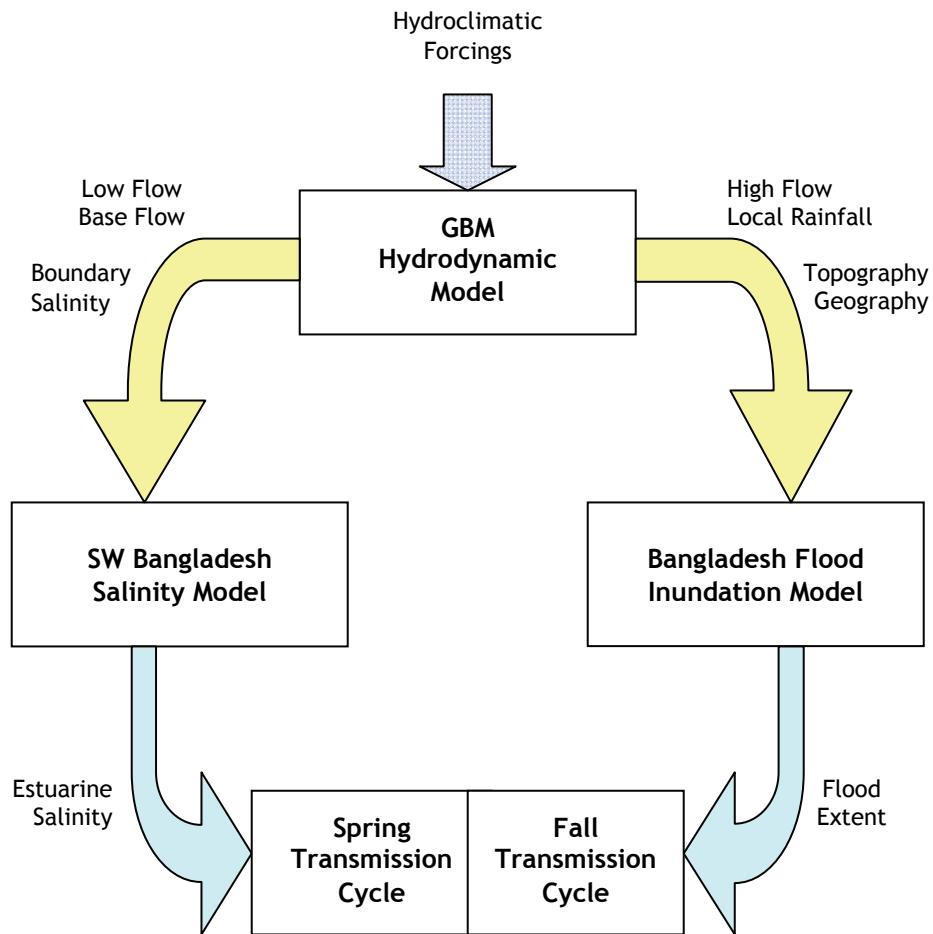 Hydroclimatic
Forcings
Low Flow
Base Flow
High Flow
Local Rainfall
GBM
Hydrodynamic
Model
Boundary
Salinity
Topography
Geography
SW Bangladesh
Salinity Model
Bangladesh Flood
Inundation Model
Estuarine
Salinity
Flood
Extent
Spring
Transmission
Cycle
Fall
Transmission
Cycle